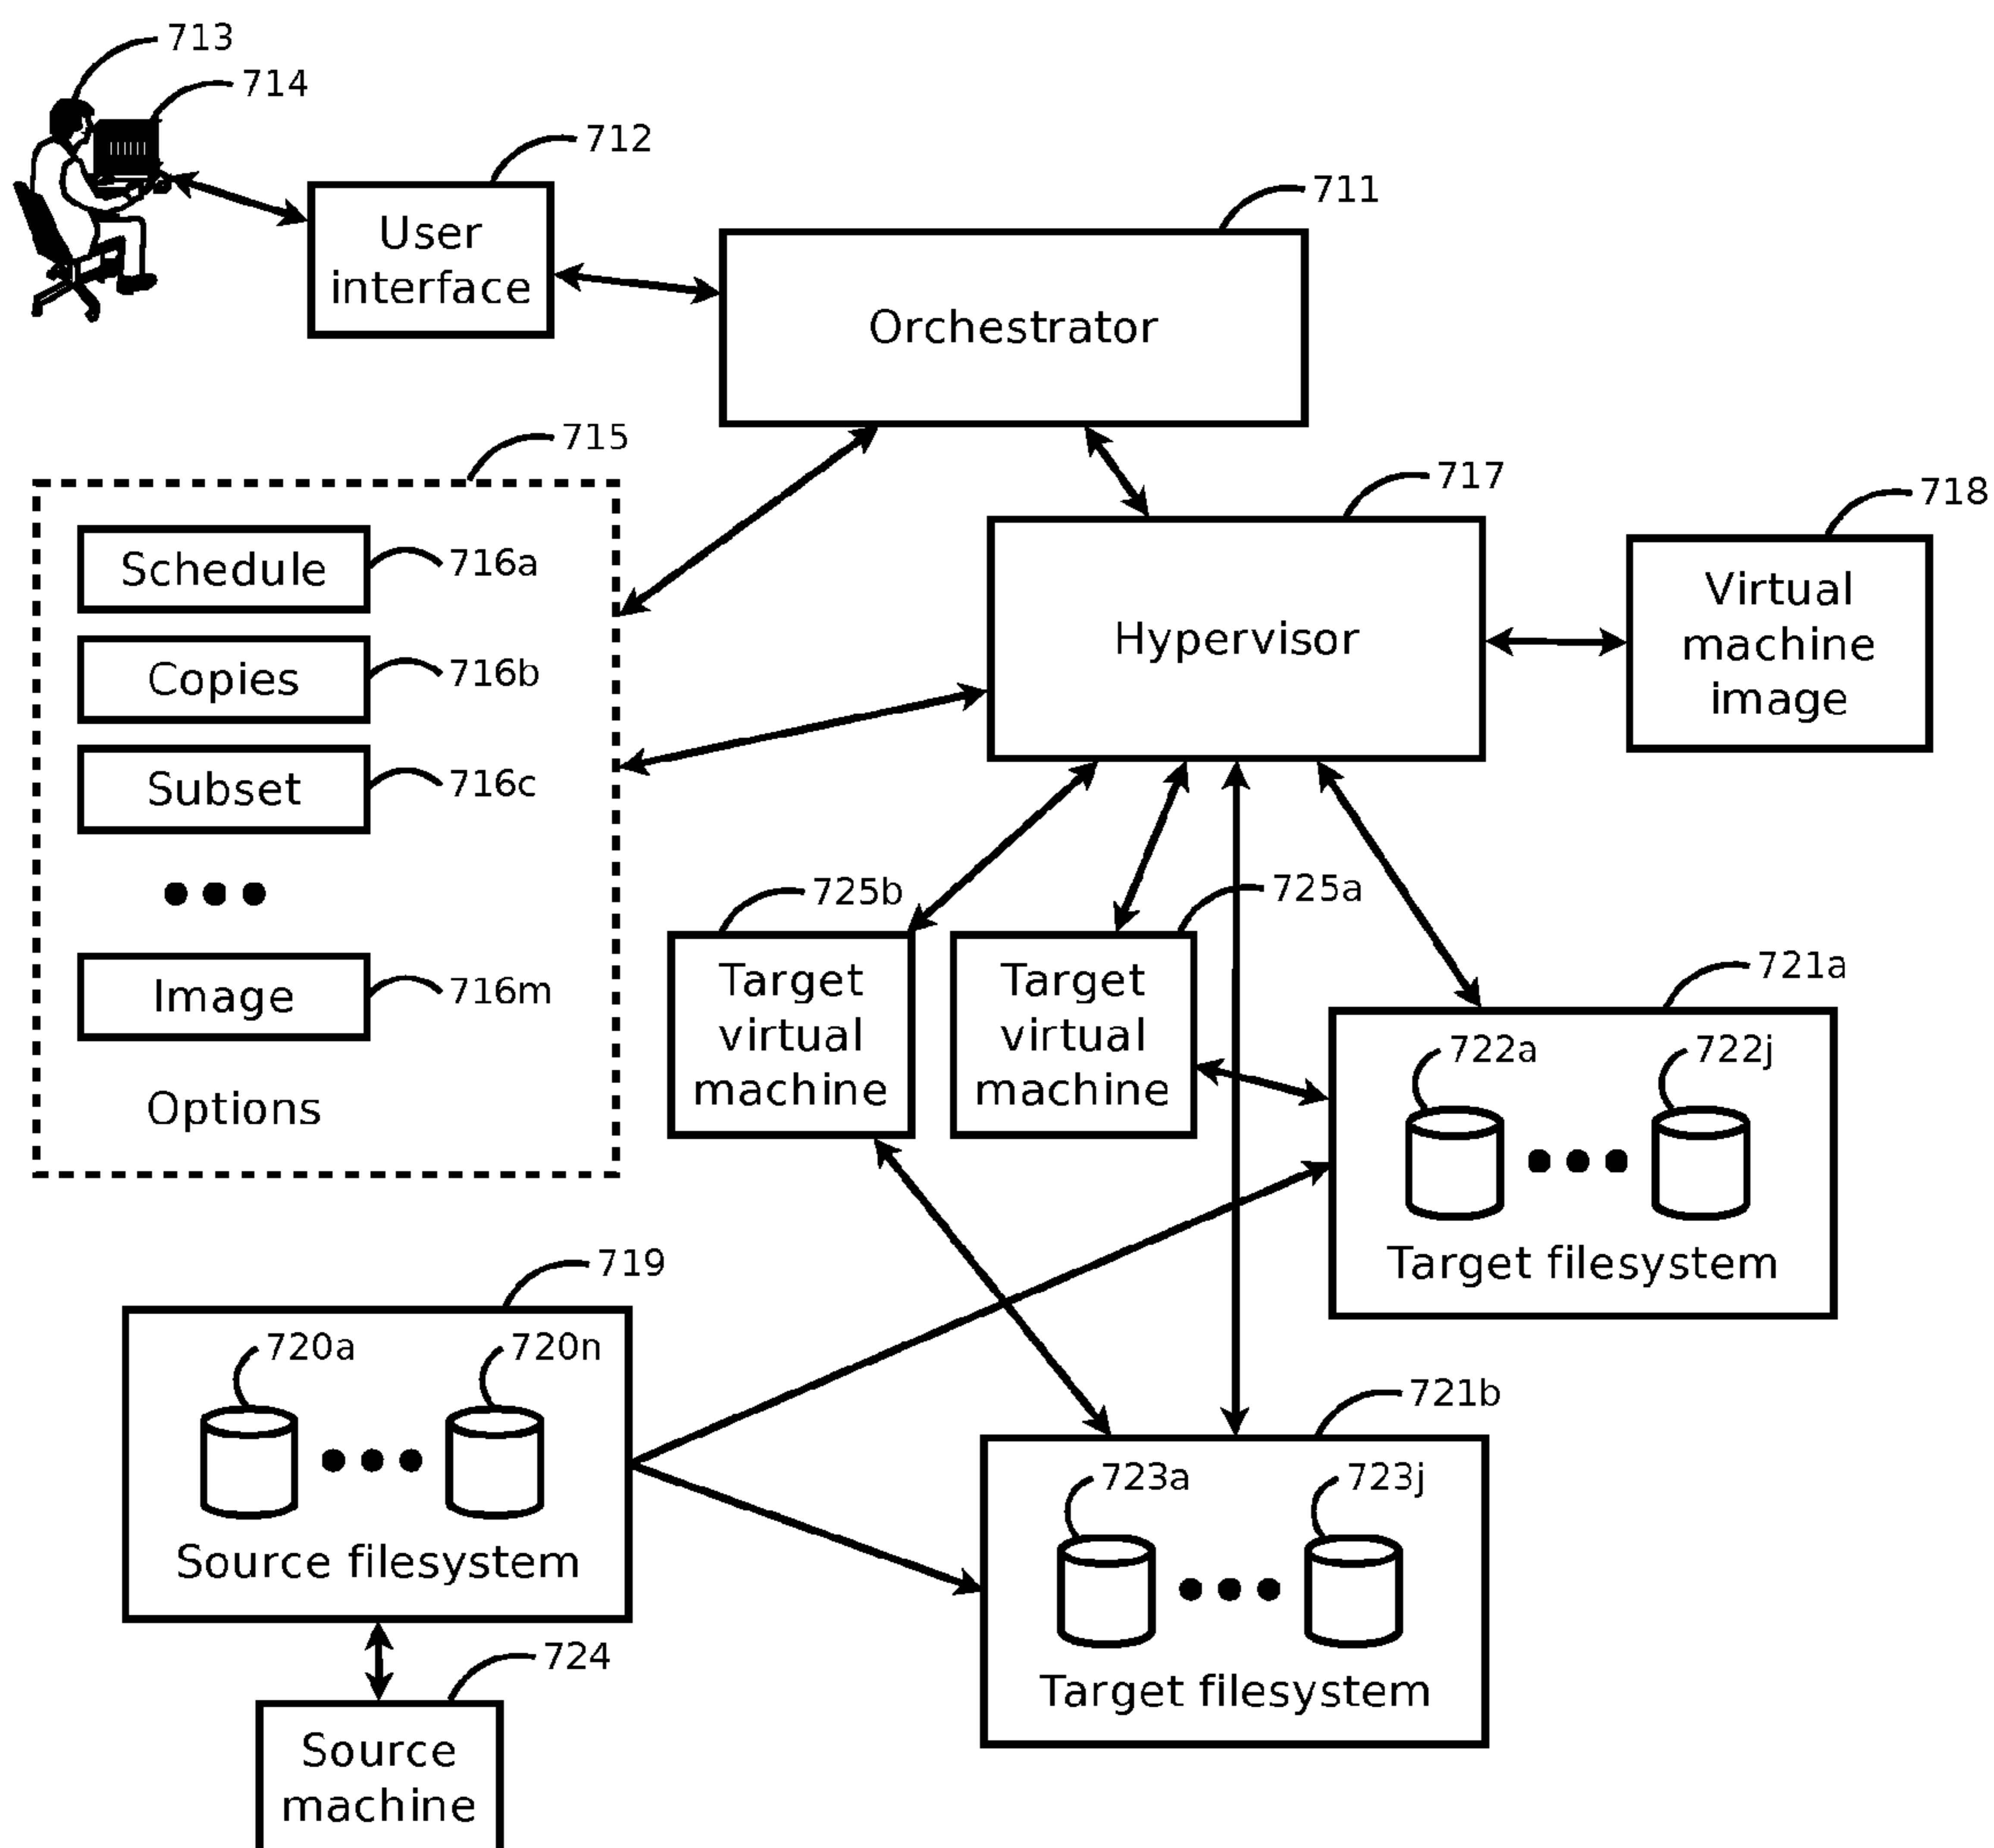 713
714
712
User
interface
711
Orchestrator
715
Schedule
716a
Copies
716b
Subset
716c
Image
716m
Options
717
Hypervisor
718
Virtual
machine
image
725b
Target
virtual
machine
725a
Target
virtual
machine
721a
722a
722j
Target filesystem
719
720a
720n
Source filesystem
721b
723a
723j
Target filesystem
724
Source
machine